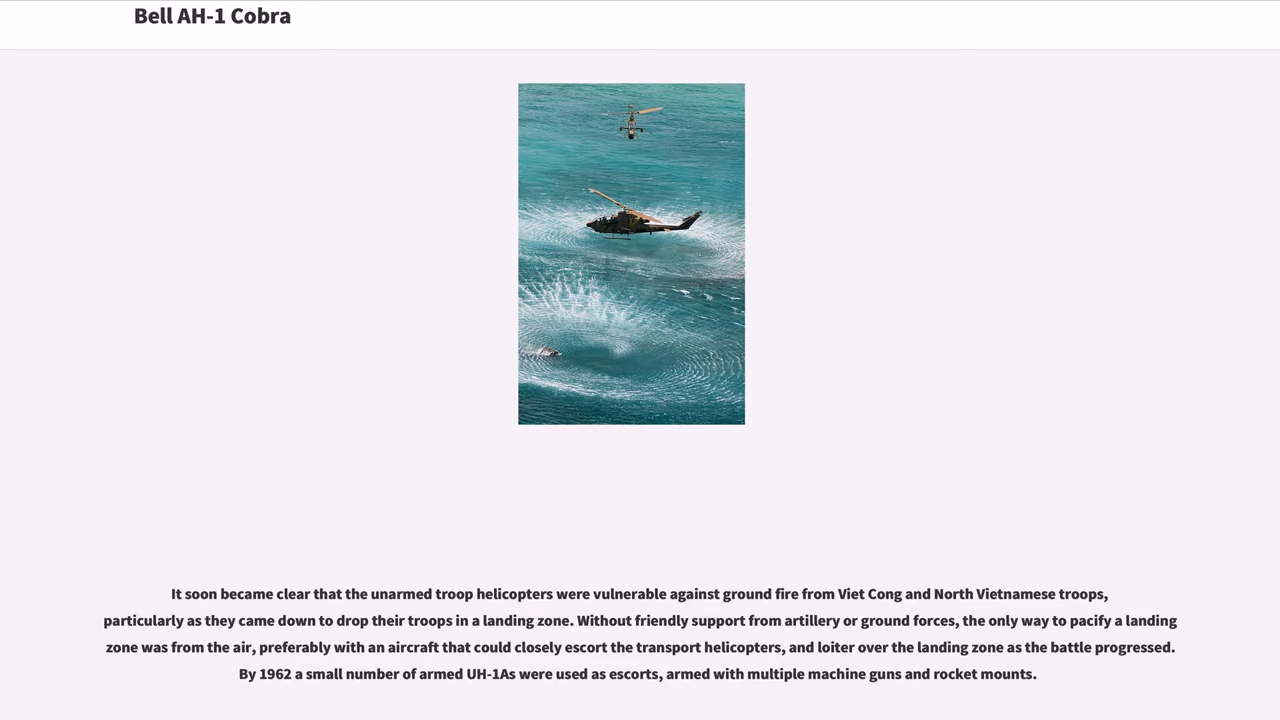 Bell AH-1 Cobra
It soon became clear that the unarmed troop helicopters were vulnerable against ground fire from Viet Cong and North Vietnamese troops,
particularly as they came down to drop their troops in a landing zone. Without friendly support from artillery or ground forces, the only way to pacify a landing
zone was from the air, preferably with an aircraft that could closely escort the transport helicopters, and loiter over the landing zone as the battle progressed.
By 1962 a small number of armed UH-1As were used as escorts, armed with multiple machine guns and rocket mounts.